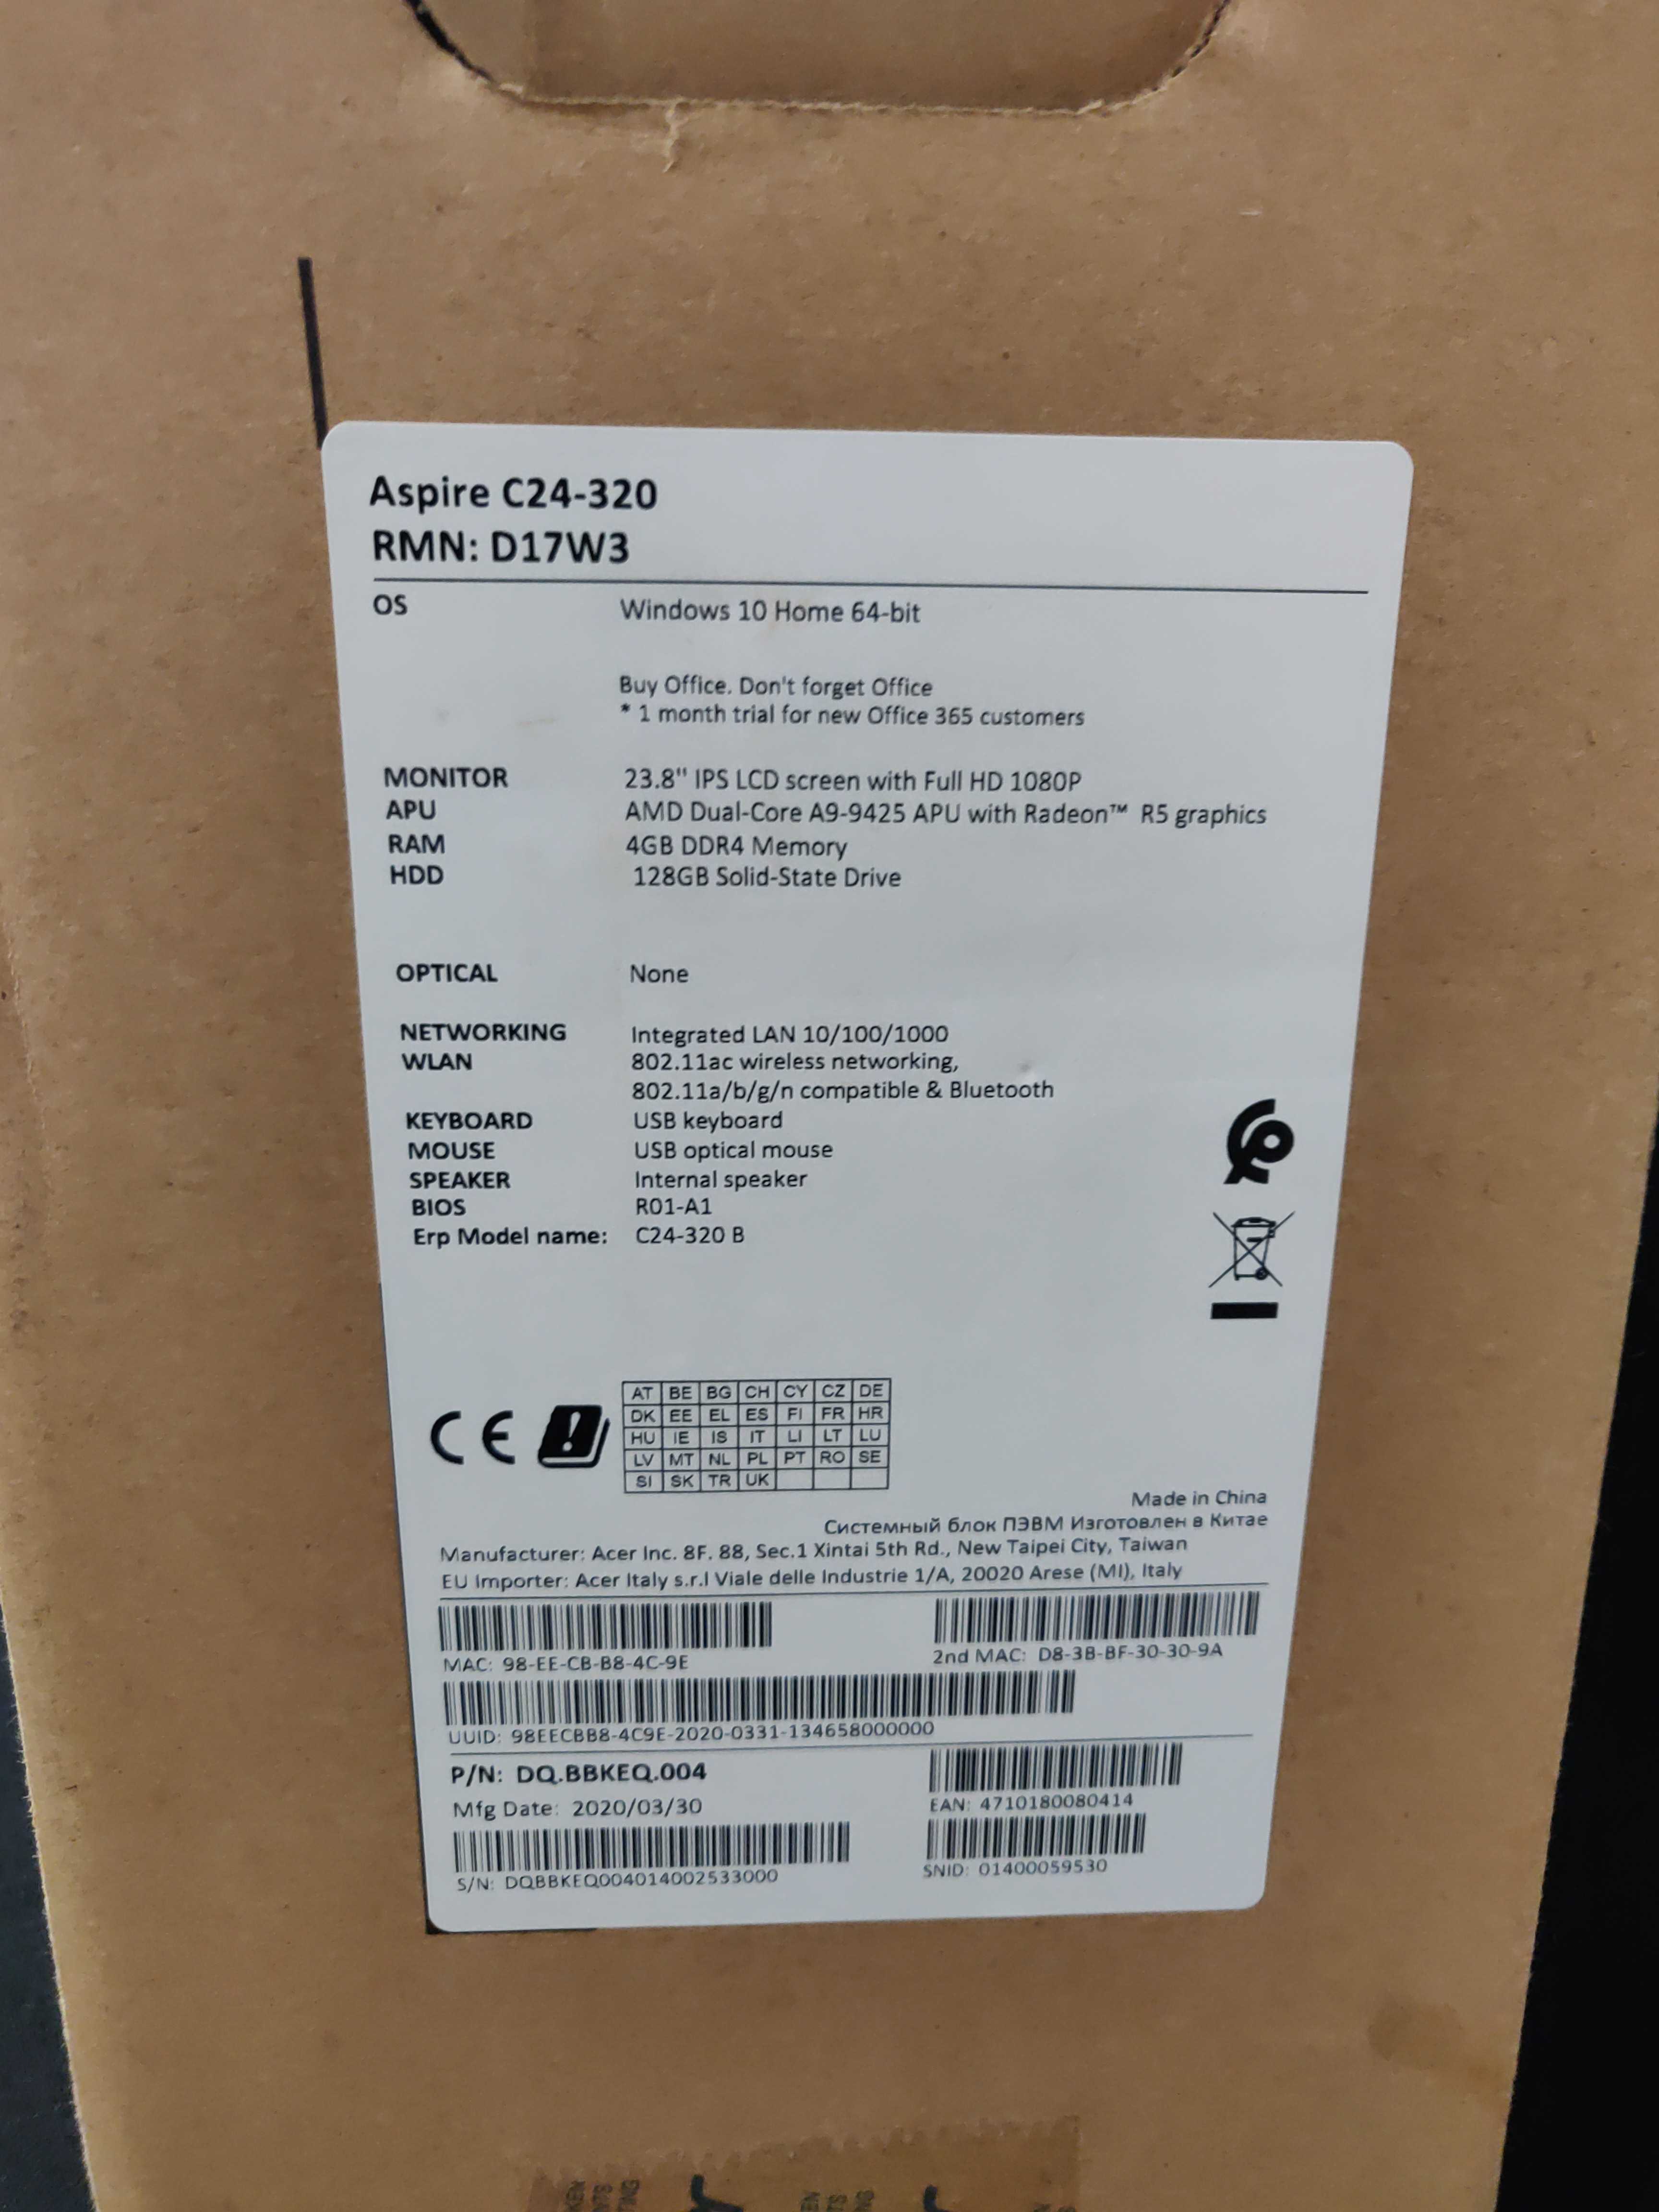 Aspire C24-320
RMN: D17W3
OS Windows 10 Home 64-bit
Buy Office. Don't forget Office
* 1 month trial for new Office 365 customers
MONITOR 23.8" IPS LCD screen with Full HD 1080P
APU AMD Dual-Core A9-9425 APU with Radeon™ R5 graphics
RAM 4GB DDR4 Memory
HDD 128GB Solid-State Drive
OPTICAL None
NETWORKING Integrated LAN 10/100/1000
WLAN 802.11ac wireless networking,
802.11a/b/g/n compatible & Bluetooth
KEYBOARD USB keyboard
MOUSE USB optical mouse
SPEAKER Internal speaker
BIOS R01-A1
Erp Model name: C24-320 B
CE
AT BE BG CH CY CZ DE
DK EE EL ES FI FR HR
HU IE IS IT LI LT LU
LV MT NL PL PT RO SE
SI SK TR UK
Made in China
Системный блок ПЭВМ Изготовлен в Китае
Manufacturer: Acer Inc. 8F. 88, Sec.1 Xintai 5th Rd., New Taipei City, Taiwan
EU Importer: Acer Italy s.r.l Viale delle Industrie 1/A, 20020 Arese (MI), Italy
MAC: 98-EE-CB-B8-4C-9E 2nd MAC: D8-3B-BF-30-30-9A
UUID: 98EECBB8-4C9E-2020-0331-134658000000
P/N: DQ.BBKEQ.004
Mfg Date: 2020/03/30 EAN: 4710180080414
S/N: DQBBKEQ004014002533000 SNID: 01400059530